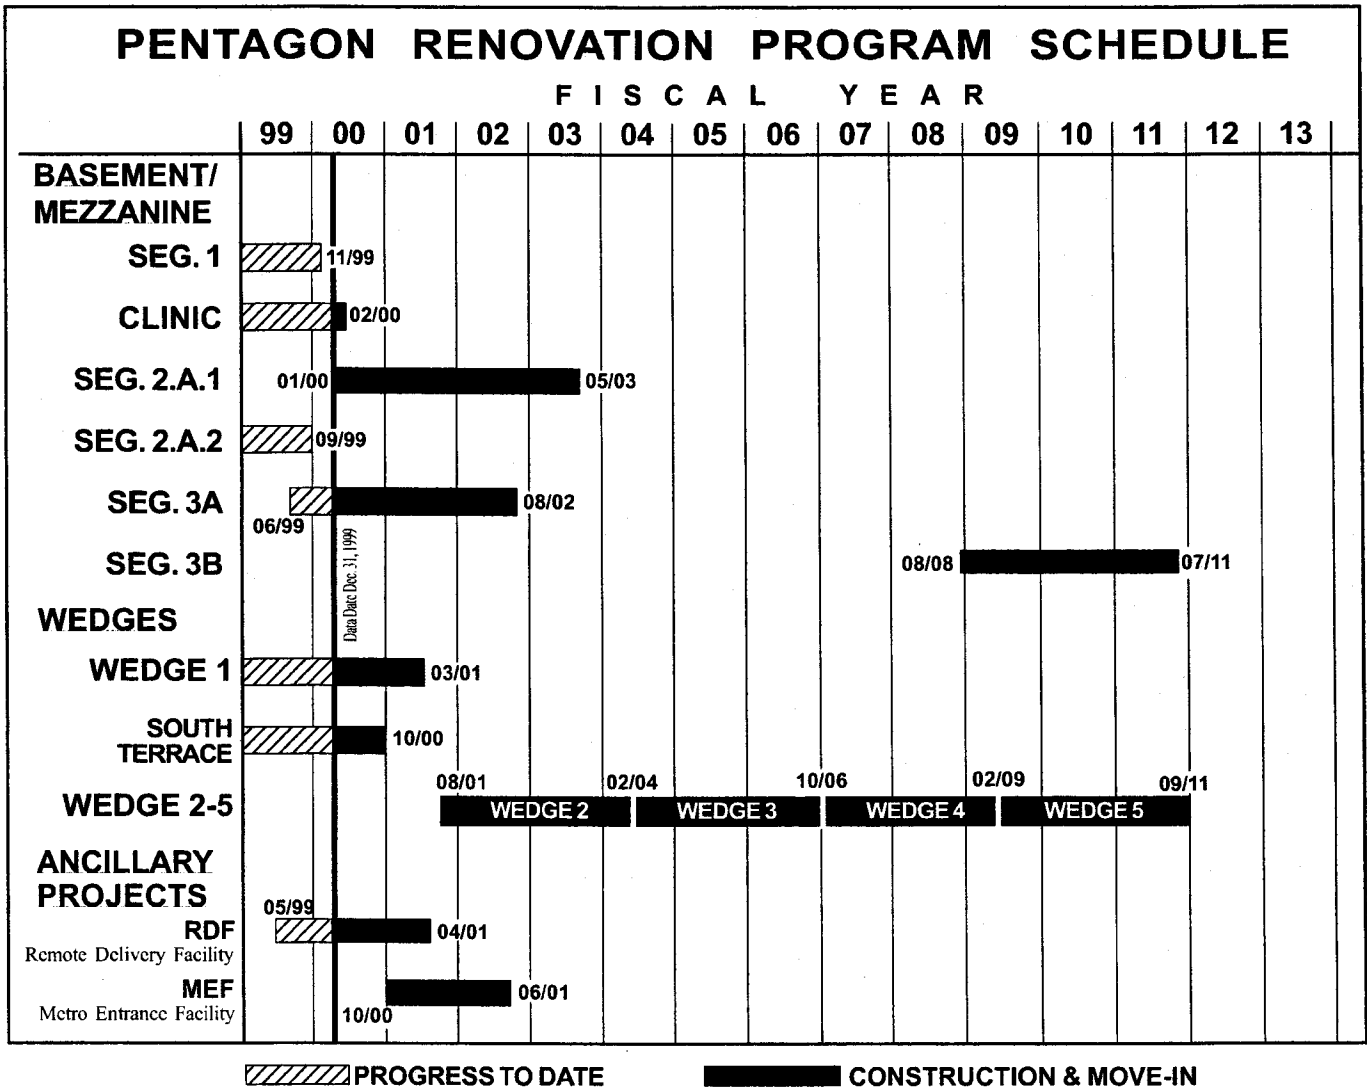 PENTAGON RENOVATION PROGRAM SCHEDULE
FISCAL YEAR
99 00 01 02 03 04 05 06 07 08 09 10 11 12 13
BASEMENT/
MEZZANINE
SEG. 1 11/99
CLINIC 02/00
SEG. 2.A.1 01/00 05/03
SEG. 2.A.2 09/99
SEG. 3A 08/02
06/99
Data Date Dec. 31, 1999
SEG. 3B 08/08 07/11
WEDGES
WEDGE 1 03/01
SOUTH
TERRACE 10/00
08/01 02/04 10/06 02/09 09/11
WEDGE 2-5 WEDGE 2 WEDGE 3 WEDGE 4 WEDGE 5
ANCILLARY
PROJECTS
05/99
RDF 04/01
Remote Delivery Facility
MEF 06/01
Metro Entrance Facility 10/00
PROGRESS TO DATE CONSTRUCTION & MOVE-IN